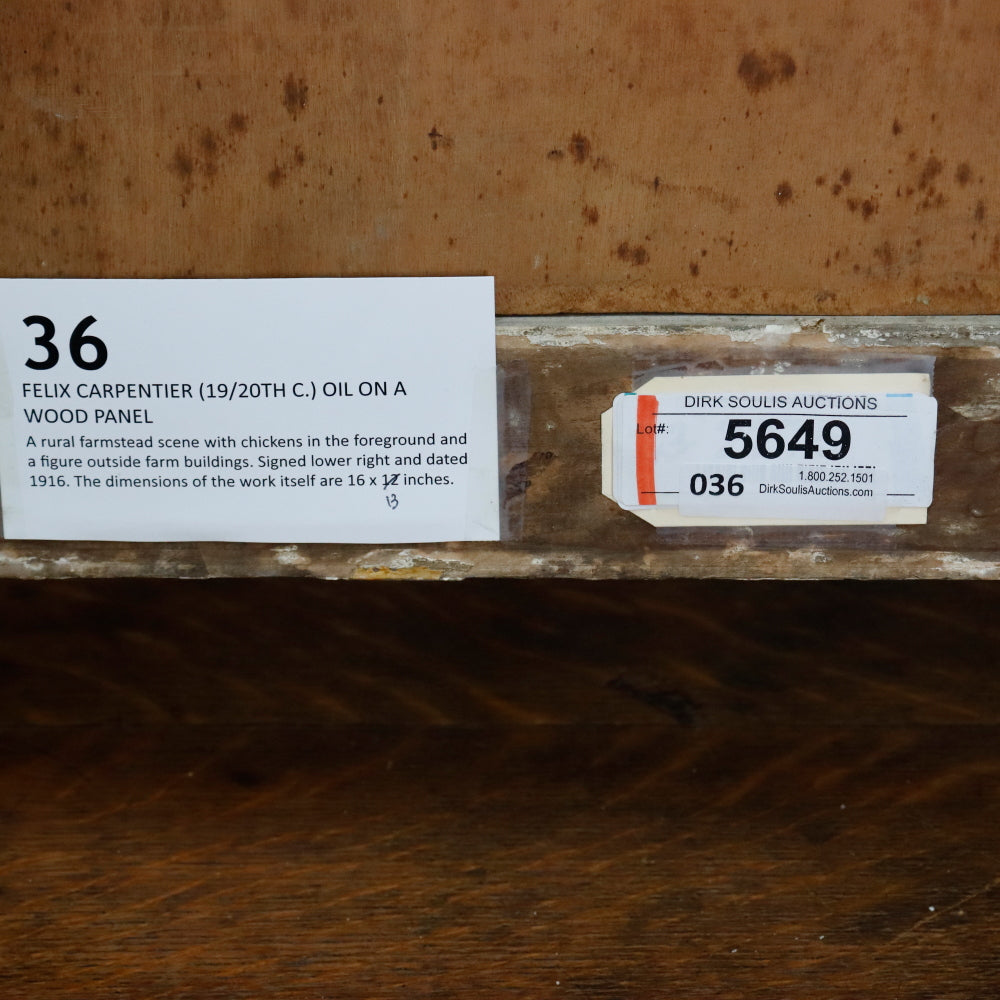 36
FELIX CARPENTIER (19/20TH C.) OIL ON A
WOOD PANEL
A rural farmstead scene with chickens in the foreground and
a figure outside farm buildings. Signed lower right and dated
1916. The dimensions of the work itself are 16 x 12 inches.
13
DIRK SOULIS AUCTIONS
Lot#:
5649
036
1.800.252.1501
DirkSoulisAuctions.com